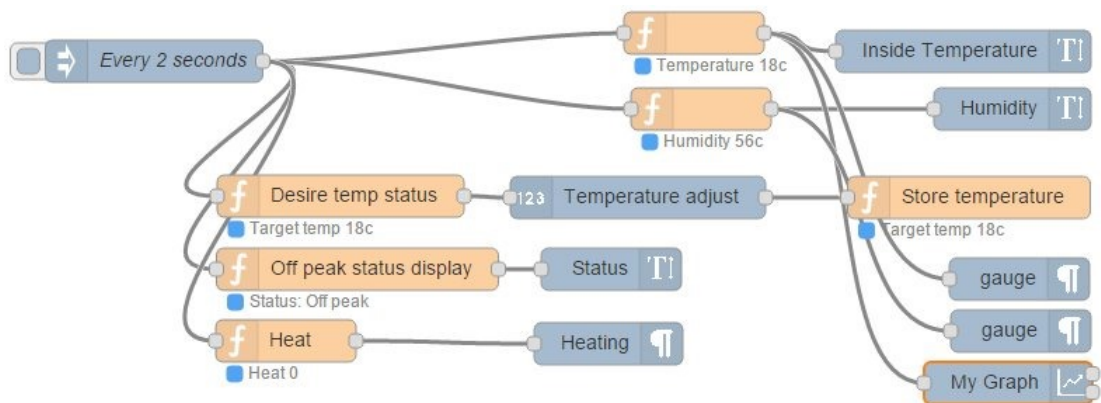 Every 2 seconds
Temperature 18c
Inside Temperature
Humidity 56c
Humidity
Desire temp status
Target temp 18c
123
Temperature adjust
Store temperature
Target temp 18c
Off peak status display
Status: Off peak
Status
gauge
gauge
Heat
Heat 0
Heating
My Graph